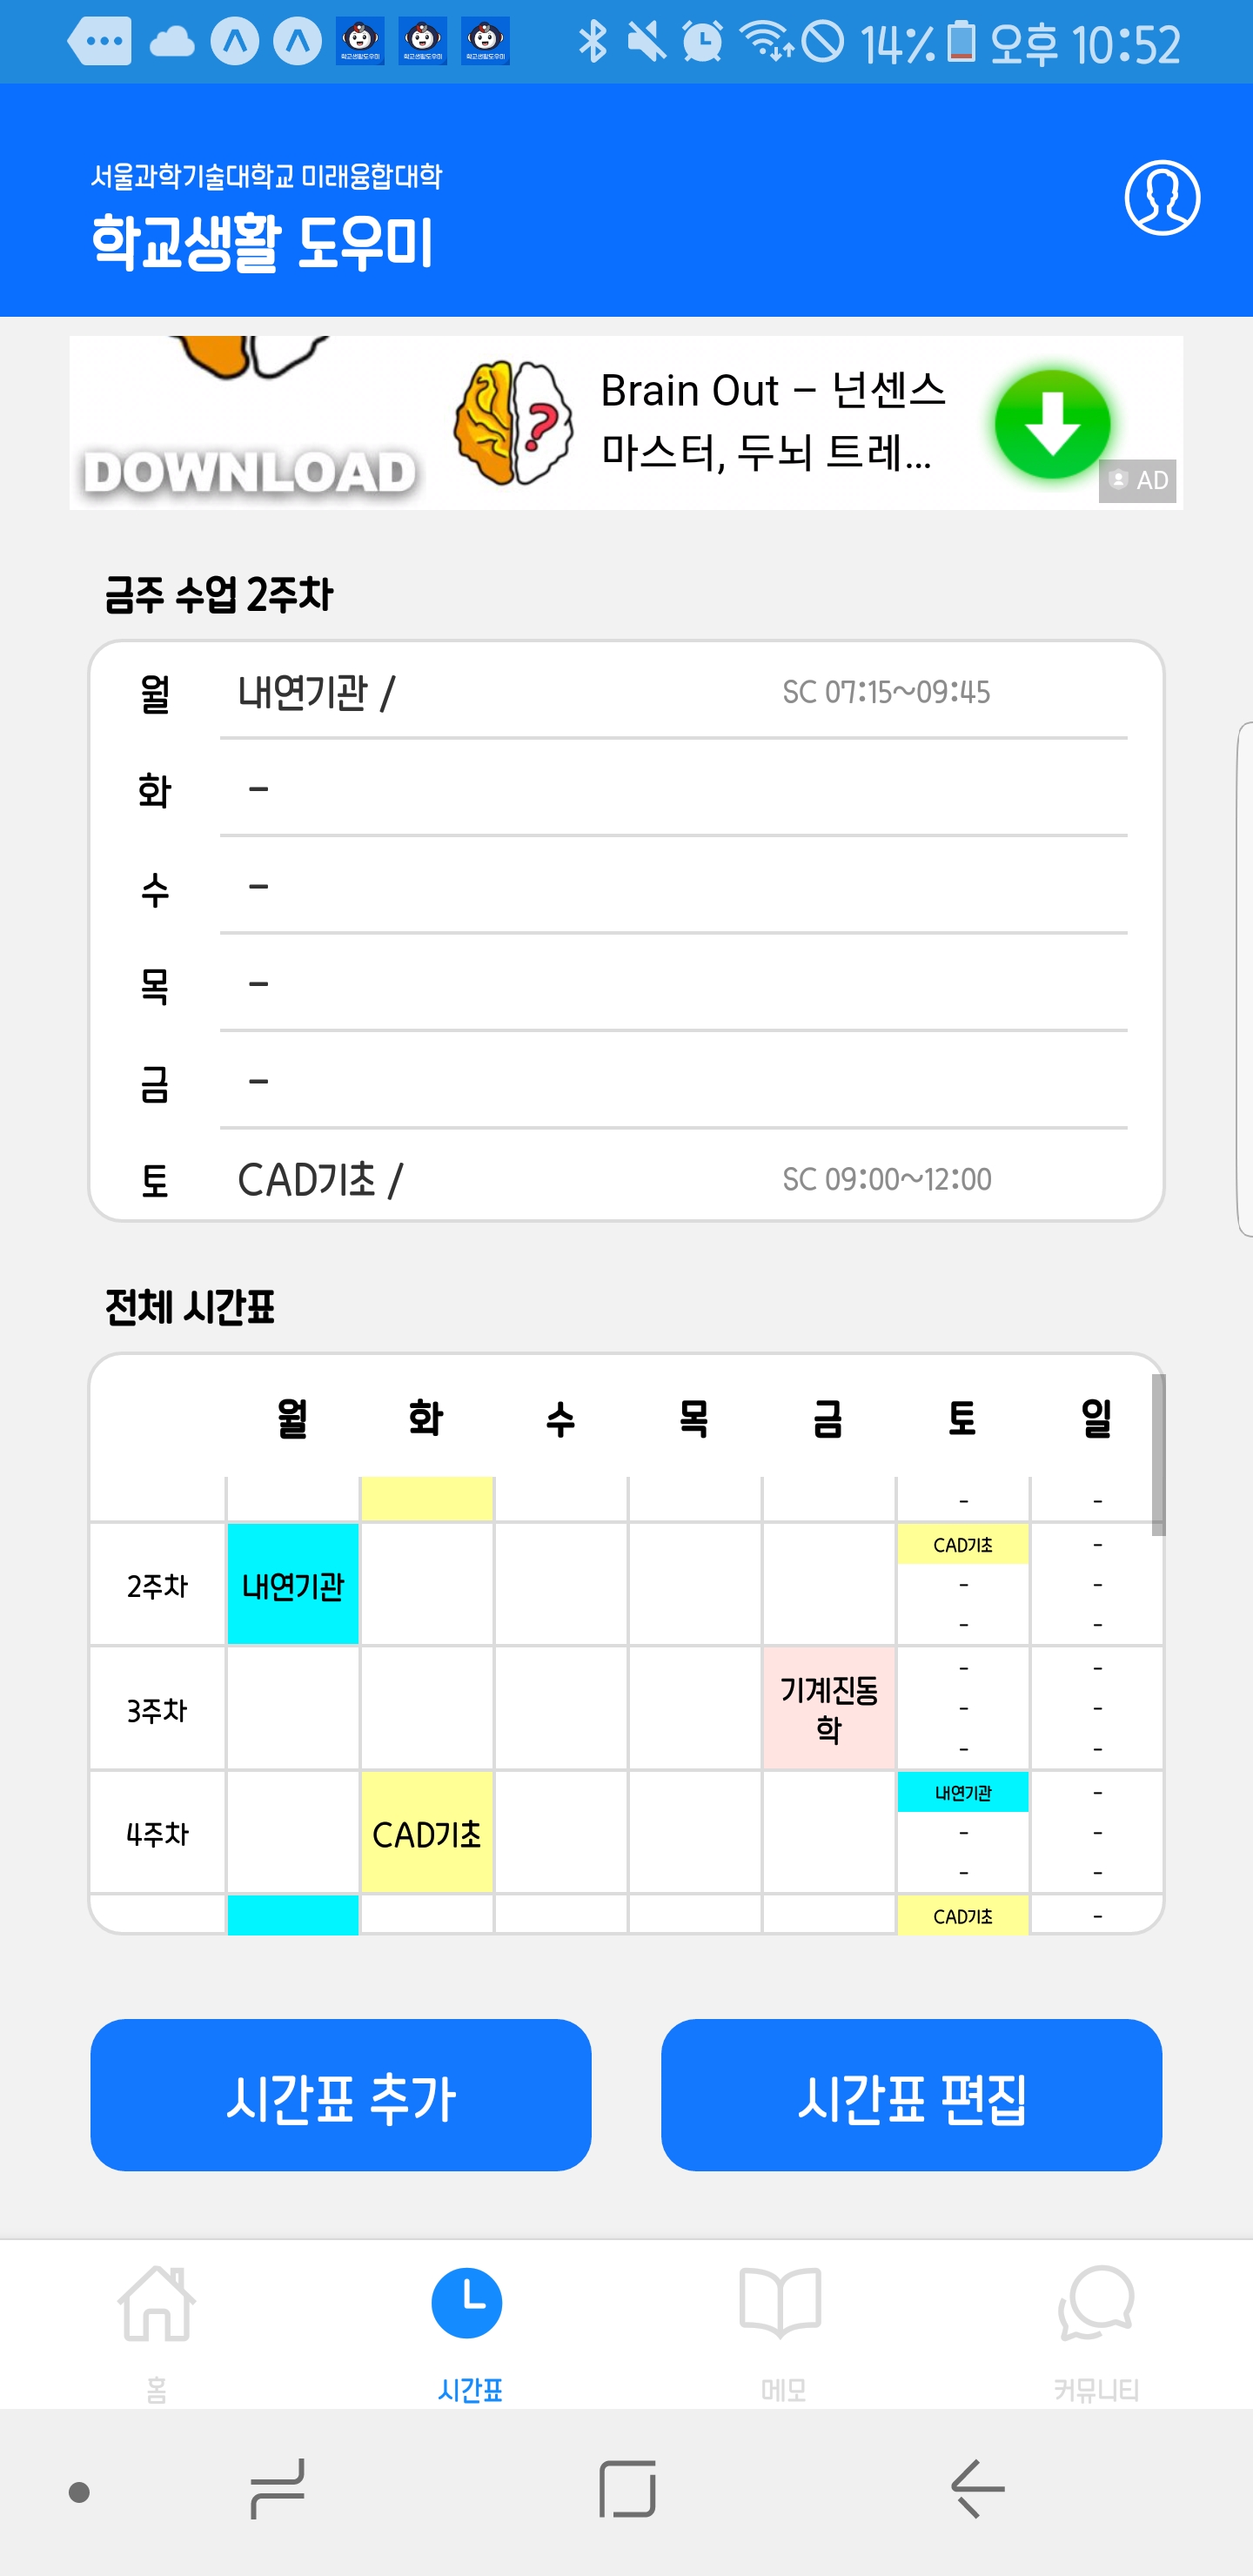 14% 오후 10:52
서울과학기술대학교 미래융합대학
학교생활 도우미
DOWNLOAD
Brain Out – 넌센스
마스터, 두뇌 트레...
AD
금주 수업 2주차
월 내연기관 / SC 07:15~09:45
화 -
수 -
목 -
금 -
토 CAD기초 / SC 09:00~12:00
전체 시간표
월 화 수 목 금 토 일
- -
CAD기초 -
2주차 내연기관 - -
- -
- -
3주차 기계진동학 - -
- -
내연기관 -
4주차 CAD기초 - -
- -
CAD기초 -
시간표 추가 시간표 편집
홈 시간표 메모 커뮤니티